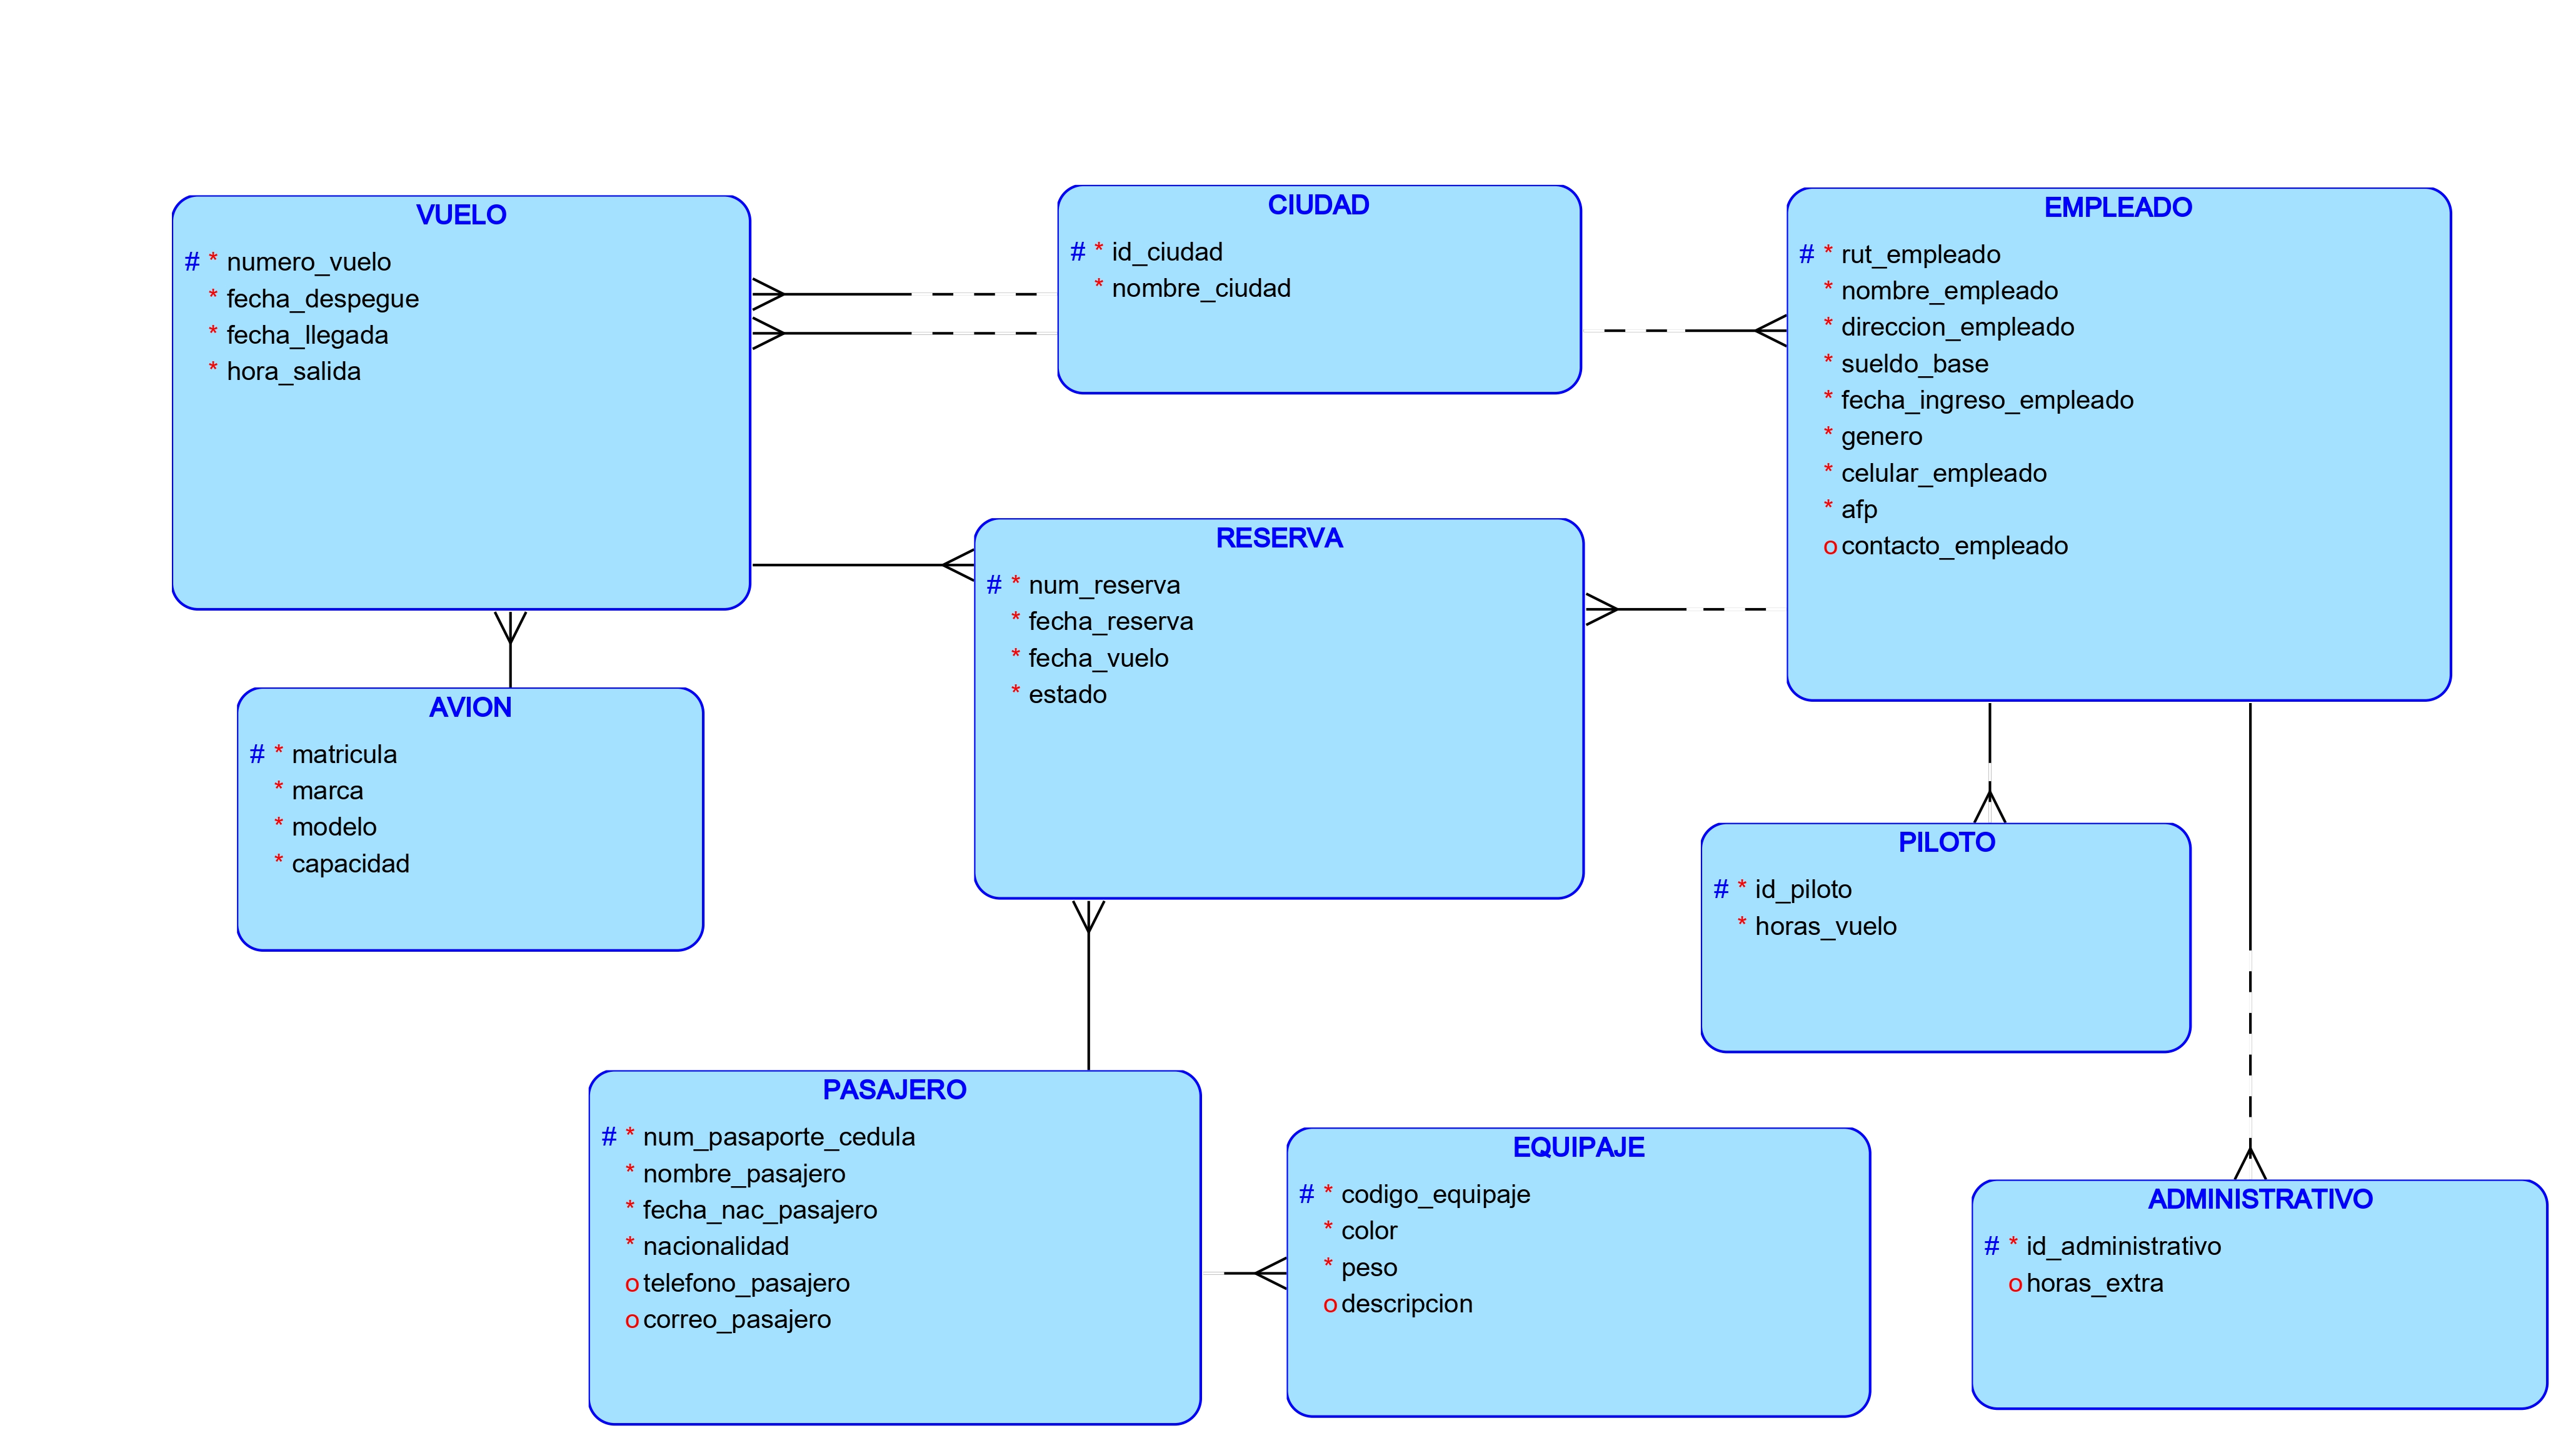 VUELO
# * numero_vuelo
* fecha_despegue
* fecha_llegada
* hora_salida
CIUDAD
# * id_ciudad
* nombre_ciudad
EMPLEADO
# * rut_empleado
* nombre_empleado
* direccion_empleado
* sueldo_base
* fecha_ingreso_empleado
* genero
* celular_empleado
* afp
o contacto_empleado
RESERVA
# * num_reserva
* fecha_reserva
* fecha_vuelo
* estado
AVION
# * matricula
* marca
* modelo
* capacidad
PILOTO
# * id_piloto
* horas_vuelo
PASAJERO
# * num_pasaporte_cedula
* nombre_pasajero
* fecha_nac_pasajero
* nacionalidad
o telefono_pasajero
o correo_pasajero
EQUIPAJE
# * codigo_equipaje
* color
* peso
o descripcion
ADMINISTRATIVO
# * id_administrativo
o horas_extra